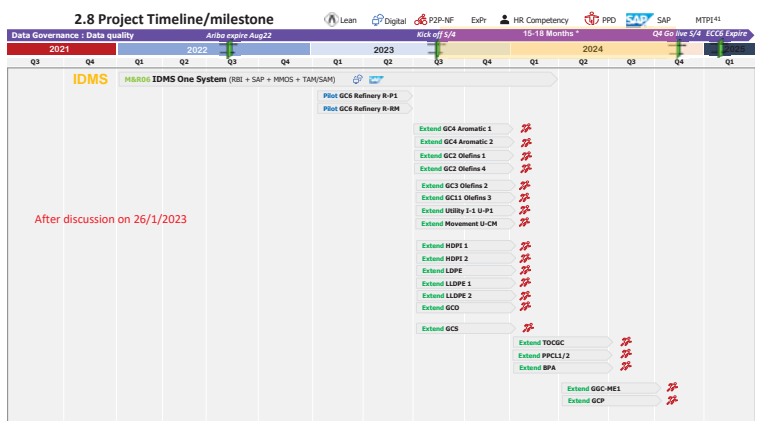 2.8 Project Timeline/milestone
Lean Digital P2P-NF ExPr HR Competency PPD SAP SAP MTPI41
Data Governance : Data quality Ariba expire Aug22 Kick off 5/4 15-18 Months * Q4 Go live 5/4 ECC6 Expire
2021 2022 2023 2024 2025
Q3 Q4 Q1 Q2 Q3 Q4 Q1 Q2 Q3 Q4 Q1 Q2 Q3 Q4 Q1
IDMS M&R06 IDMS One System (RBI + SAP + MMOS + TAM/SAM) SAP
Pilot GC6 Refinery R-P1
Pilot GC6 Refinery R-RM
Extend GC4 Aromatic 1
Extend GC4 Aromatic 2
Extend GC2 Olefins 1
Extend GC2 Olefins 4
Extend GC3 Olefins 2
Extend GC11 Olefins 3
Extend Utility I-1 U-P1
Extend Movement U-CM
After discussion on 26/1/2023
Extend HDPI 1
Extend HDPI 2
Extend LDPE
Extend LLDPE 1
Extend LLDPE 2
Extend GCO
Extend GCS
Extend TOCGC
Extend PPCL1/2
Extend BPA
Extend GGC-ME1
Extend GCP